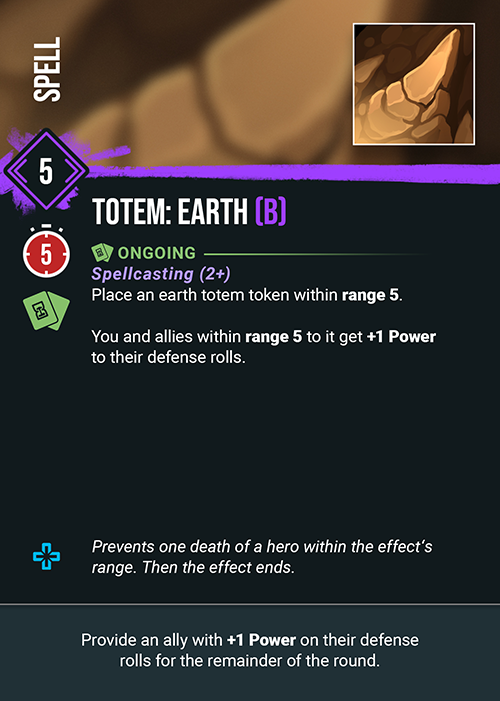 SPELL
5
TOTEM: EARTH (B)
5
ONGOING
Spellcasting (2+)
Place an earth totem token within range 5.
You and allies within range 5 to it get +1 Power
to their defense rolls.
Prevents one death of a hero within the effect‘s
range. Then the effect ends.
Provide an ally with +1 Power on their defense
rolls for the remainder of the round.